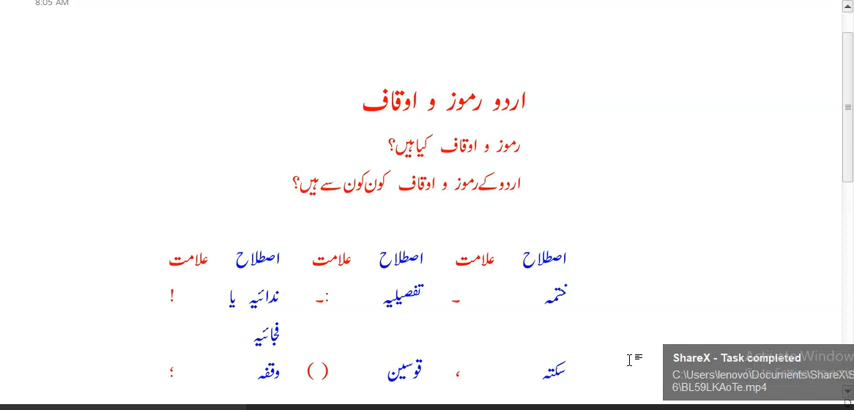 8:05 AM
اردو رموز و اوقاف
رموز و اوقاف کیا ہیں؟
اردو کے رموز و اوقاف کون کون سے ہیں؟
اصطلاح علامت اصطلاح علامت اصطلاح علامت
ختمہ ۔ تفصیلیہ :۔ ندائیہ یا !
فجائیہ
سکتہ ، قوسین ( ) وقفہ ؛
ShareX - Task completed
C:\Users\lenovo\Documents\ShareX\S
6\BL59LKAoTe.mp4